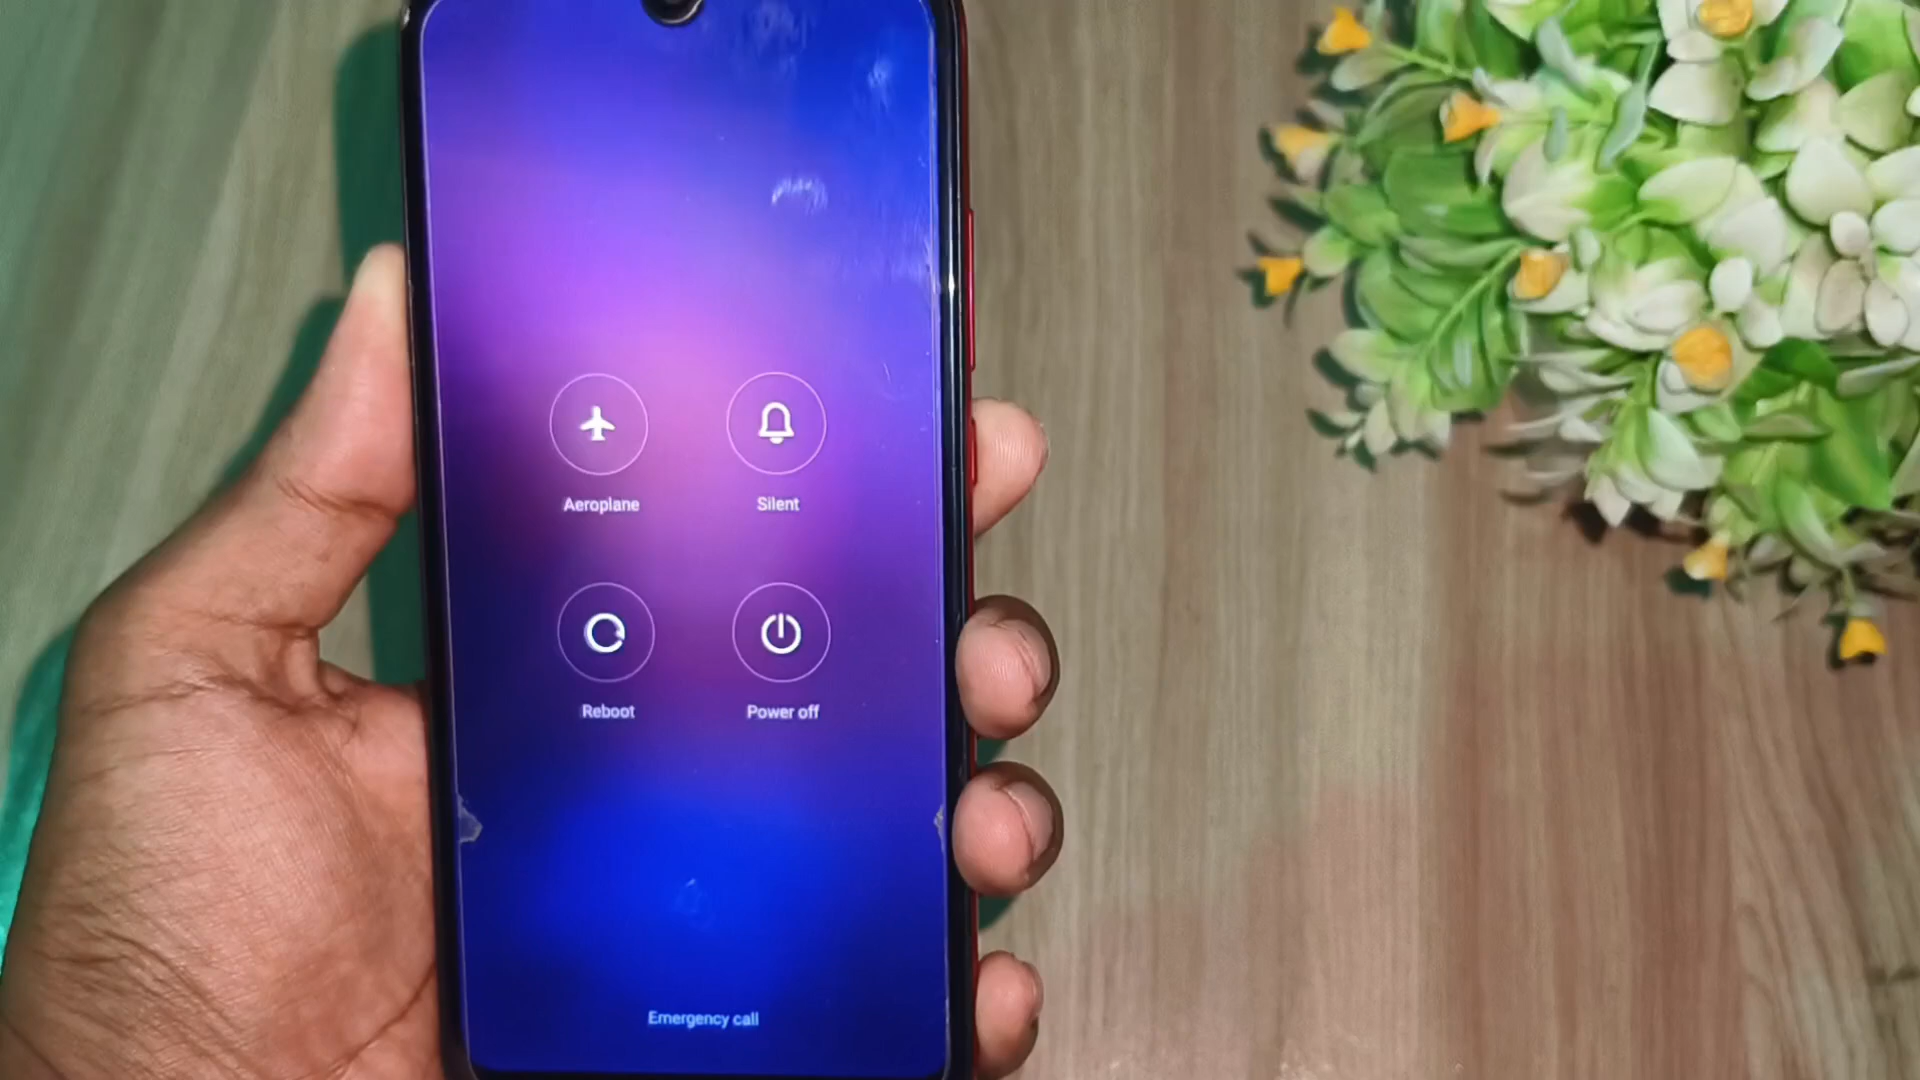 Aeroplane
Silent
Reboot
Power off
Emergency call